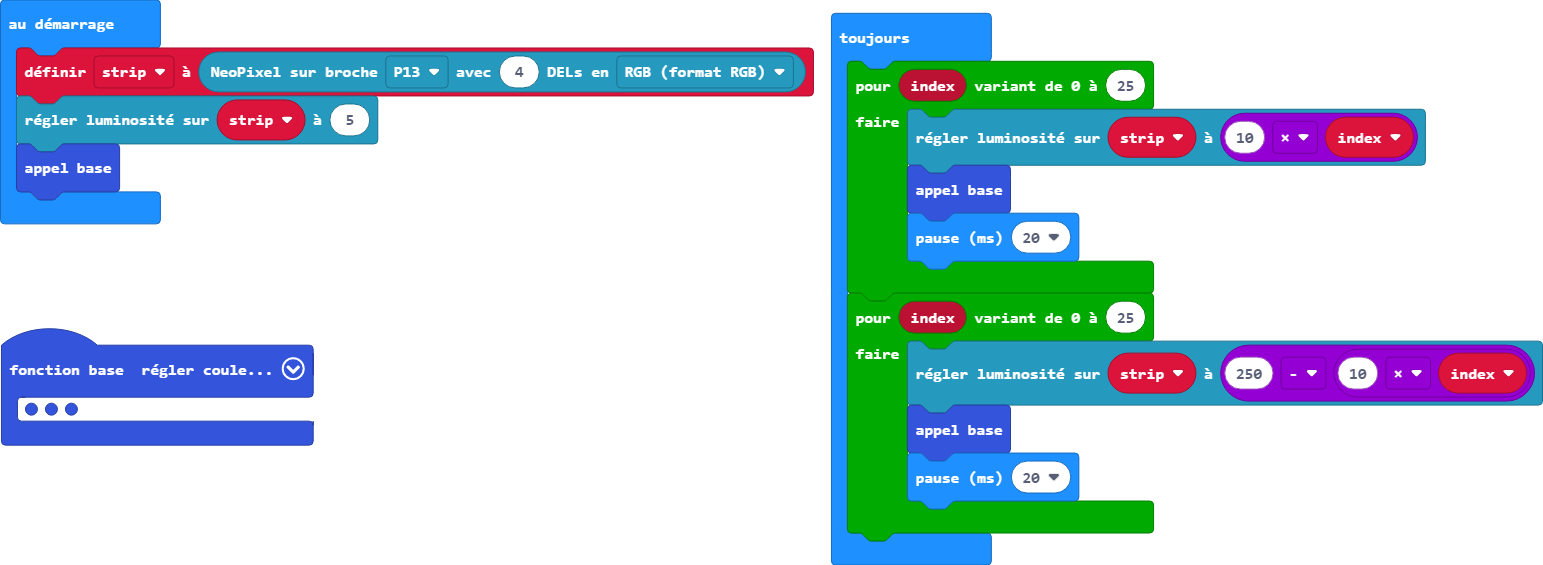 au démarrage
définir strip à NeoPixel sur broche P13 avec 4 DELs en RGB (format RGB)
régler luminosité sur strip à 5
appel base
fonction base régler coule...
toujours
pour index variant de 0 à 25
faire
régler luminosité sur strip à 10 × index
appel base
pause (ms) 20
pour index variant de 0 à 25
faire
régler luminosité sur strip à 250 - 10 × index
appel base
pause (ms) 20